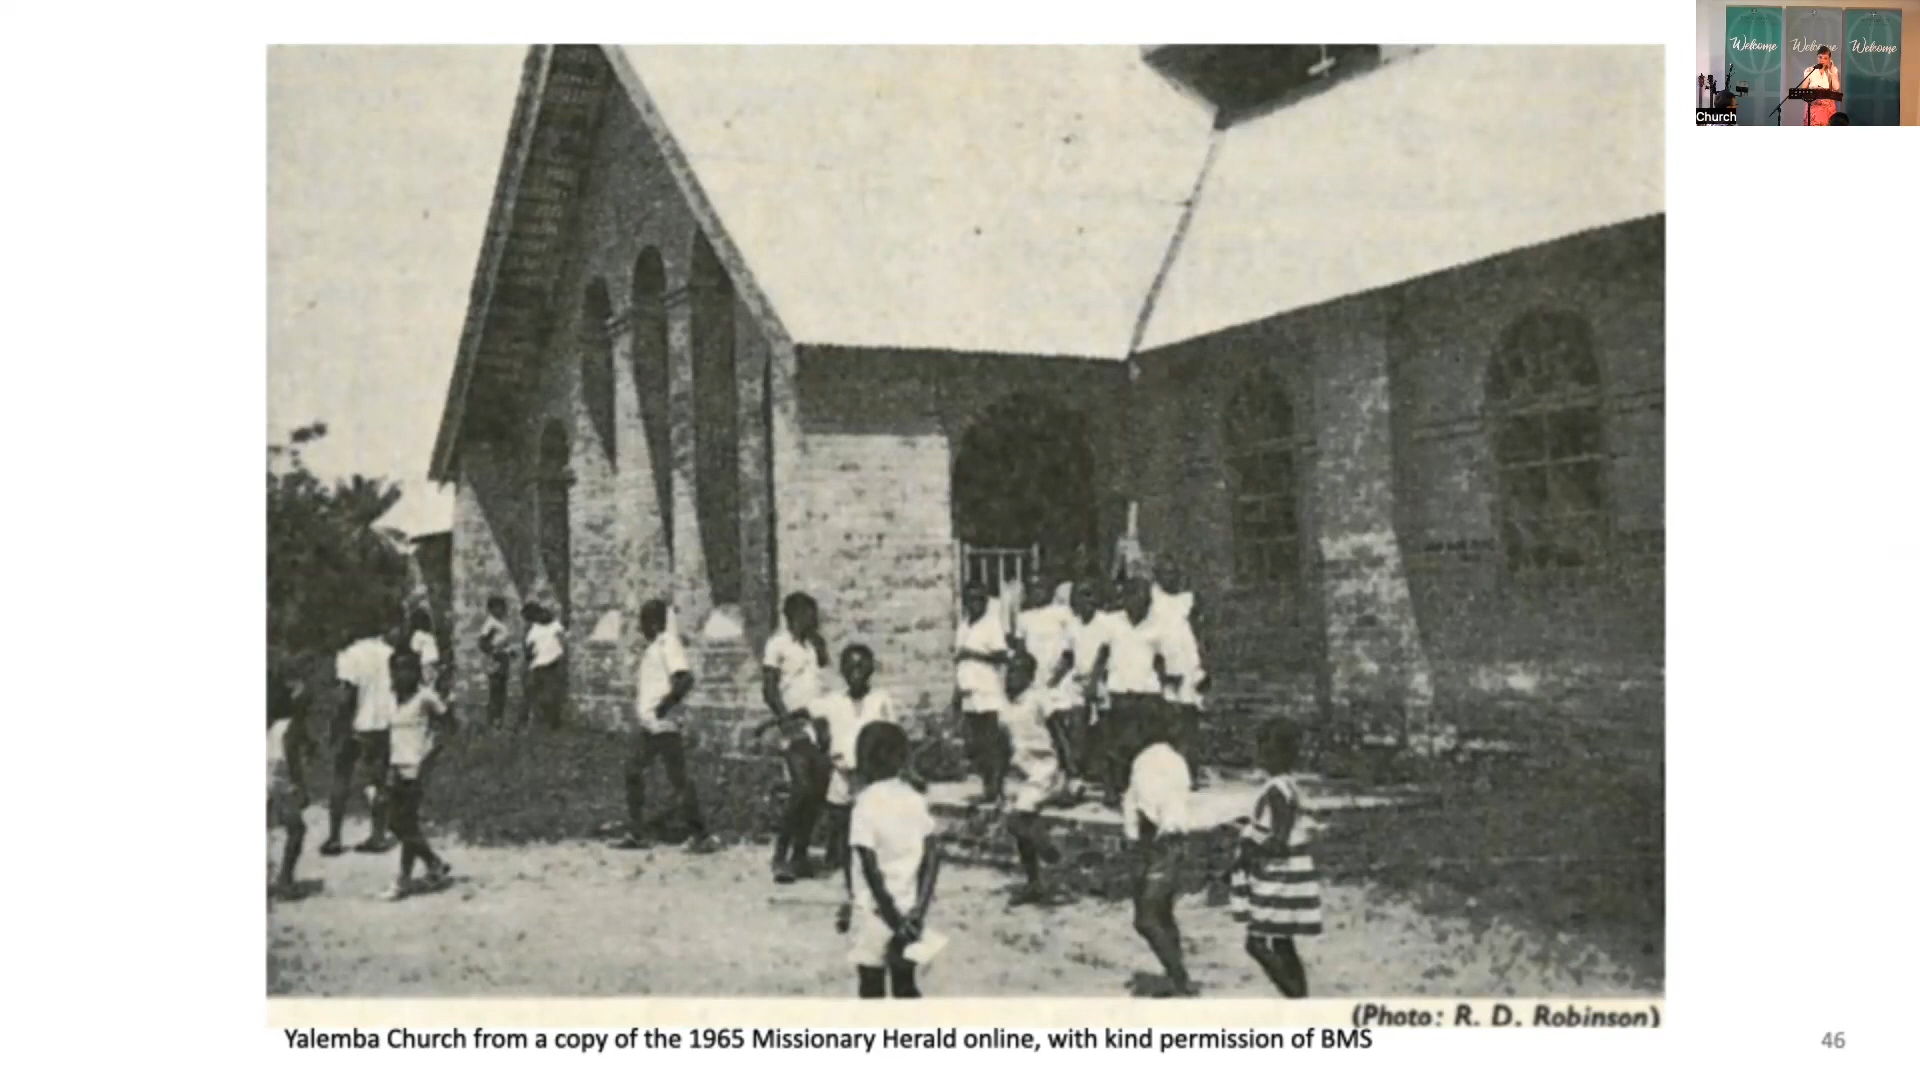 Welcome
Welcome
Welcome
Church
(Photo: R. D. Robinson)
Yalemba Church from a copy of the 1965 Missionary Herald online, with kind permission of BMS
46